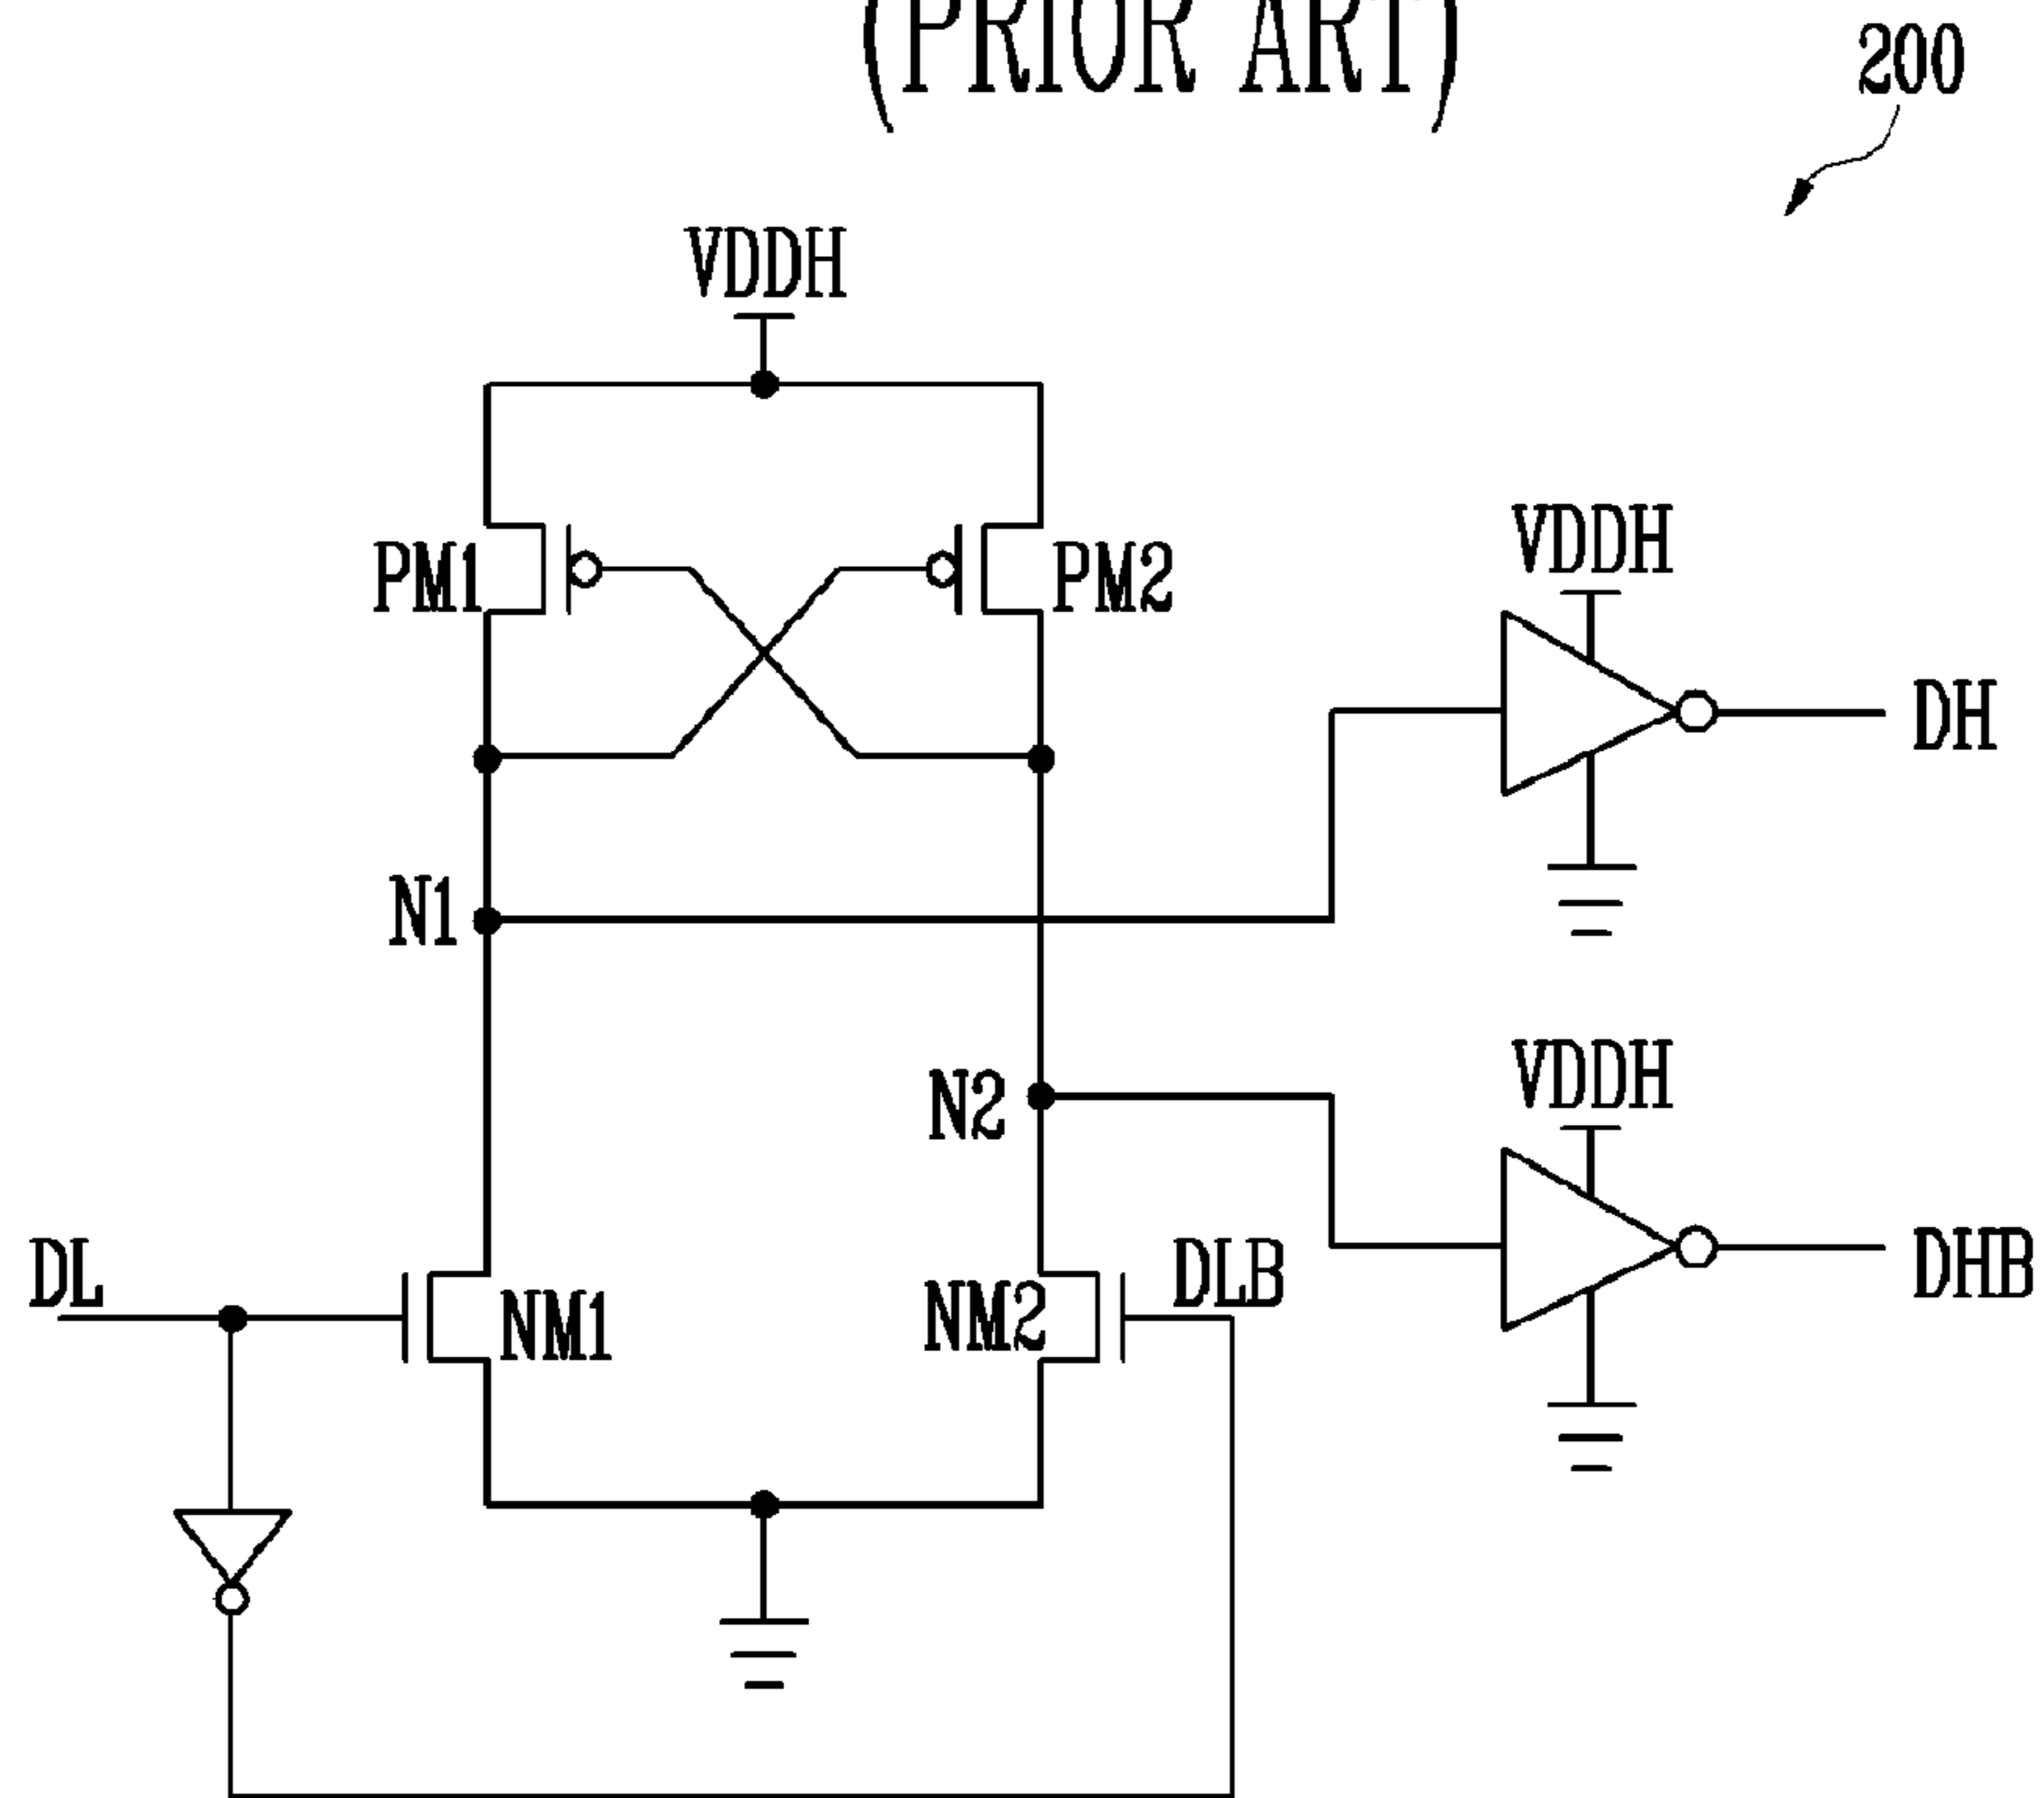 (PRIOR ART)
200
VDDH
PM1
PM2
VDDH
DH
N1
N2
VDDH
DL
NM1
NM2
DLB
DHB